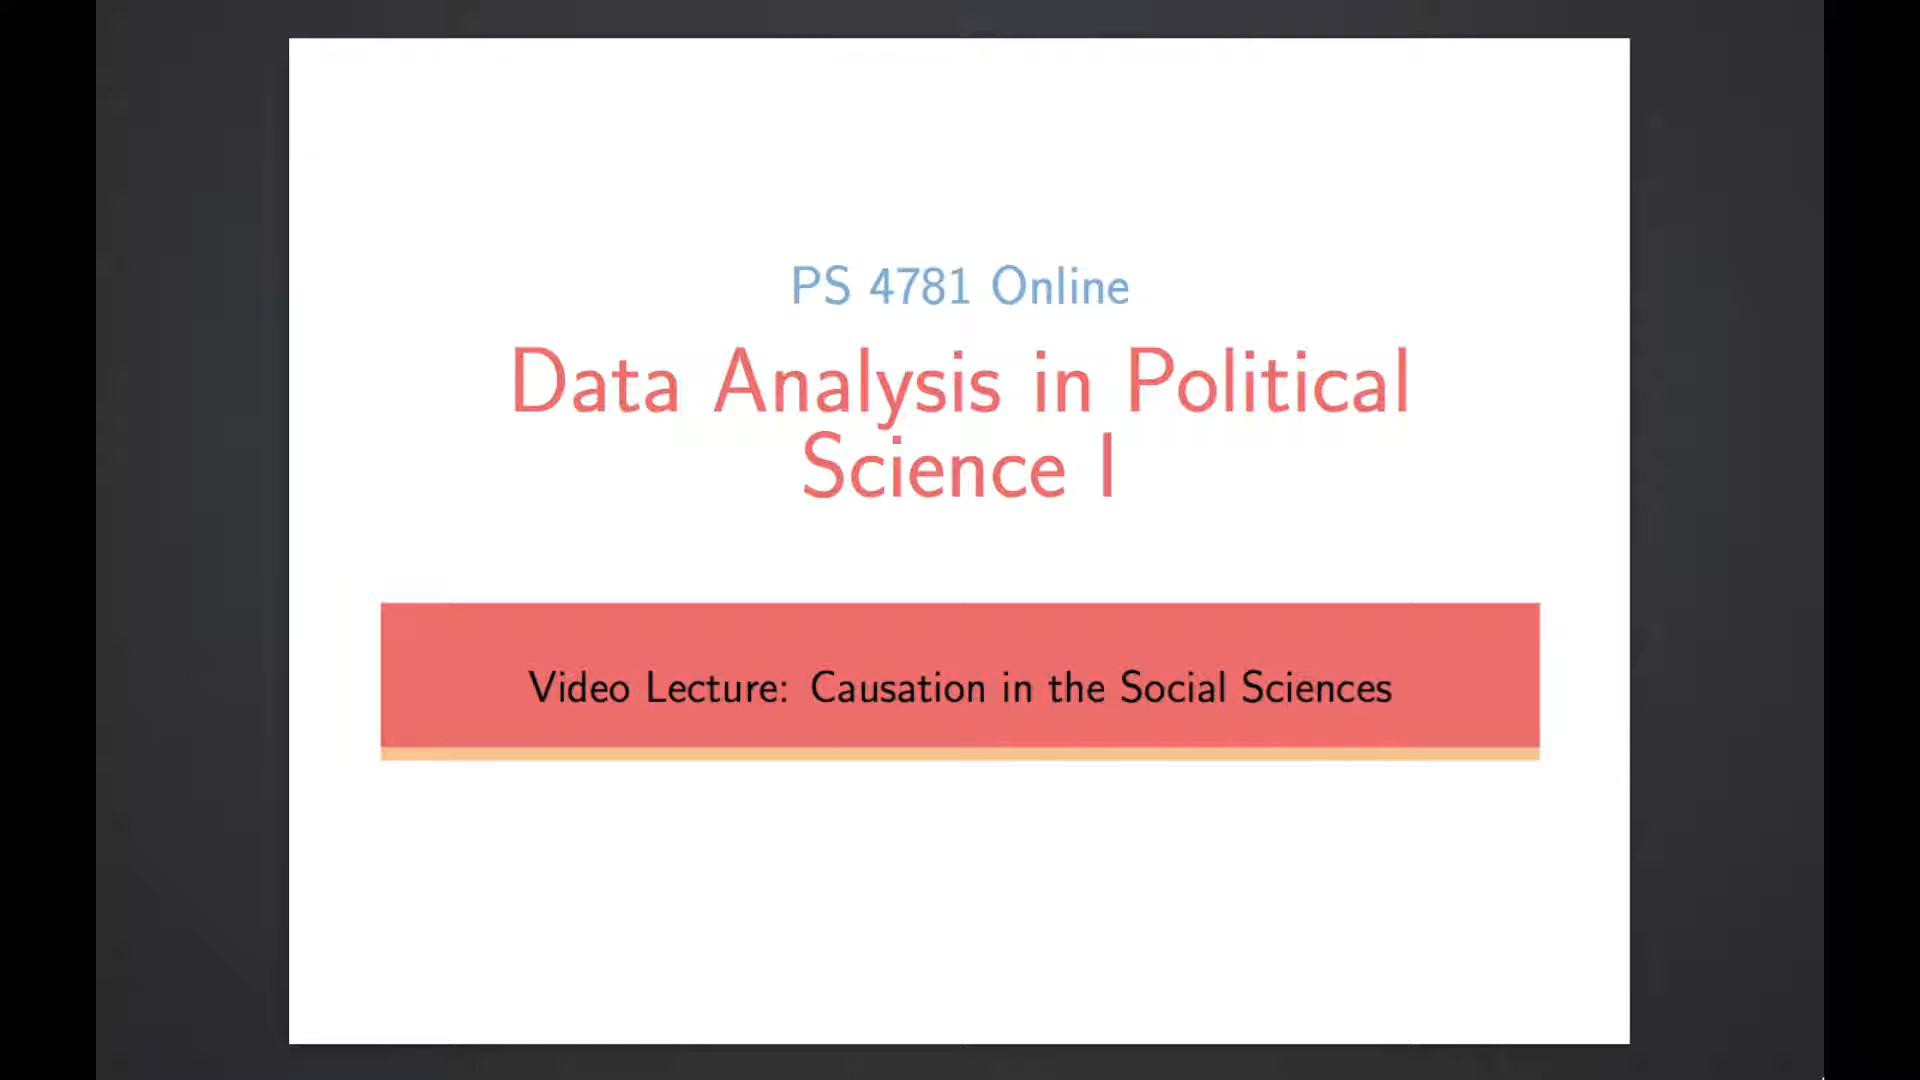 PS 4781 Online
Data Analysis in Political
Science I
Video Lecture: Causation in the Social Sciences